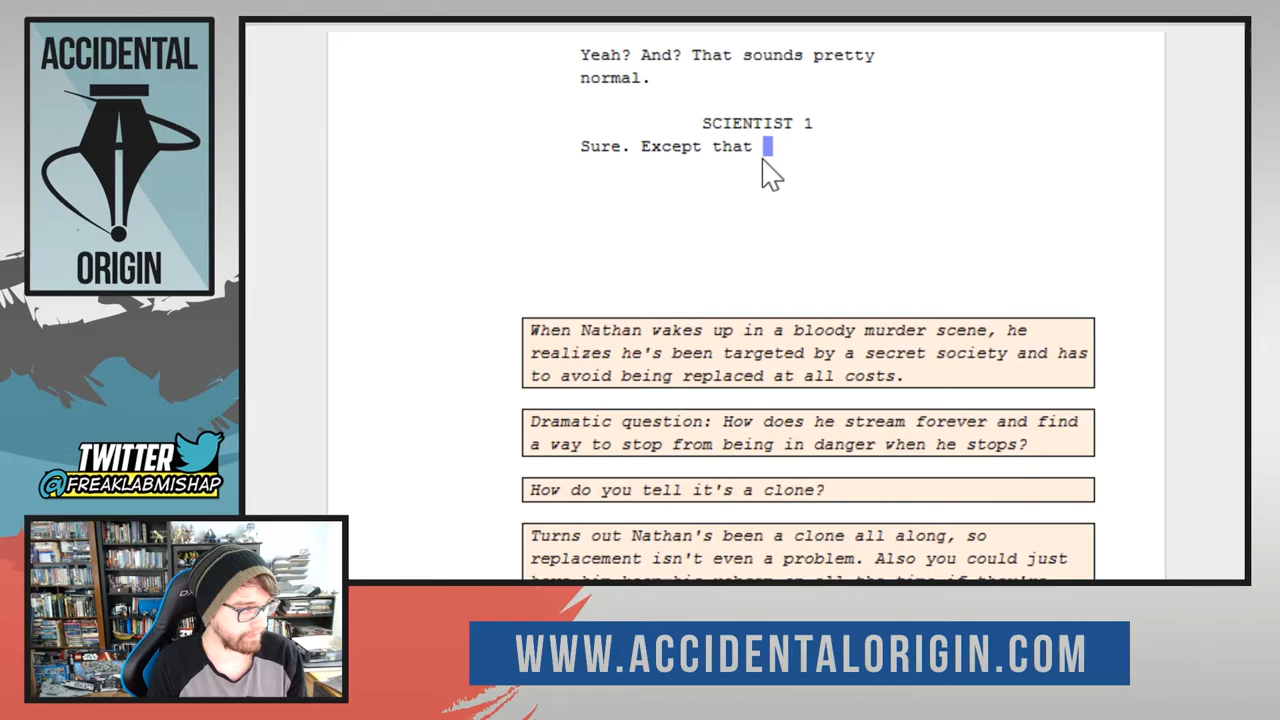 ACCIDENTAL
ORIGIN
Yeah? And? That sounds pretty
normal.
SCIENTIST 1
Sure. Except that
When Nathan wakes up in a bloody murder scene, he
realizes he's been targeted by a secret society and has
to avoid being replaced at all costs.
Dramatic question: How does he stream forever and find
a way to stop from being in danger when he stops?
How do you tell it's a clone?
Turns out Nathan's been a clone all along, so
replacement isn't even a problem. Also you could just
TWITTER
@FREAKLABMISHAP
WWW.ACCIDENTALORIGIN.COM